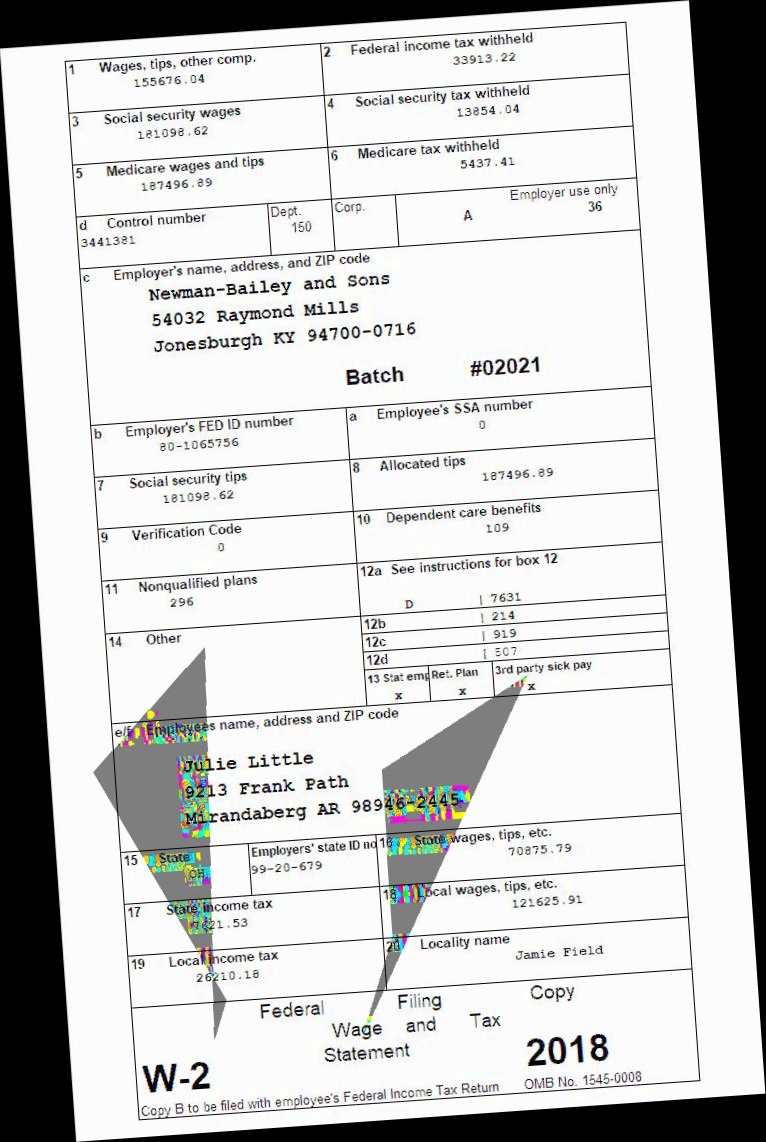 1 Wages, tips, other comp.
155676.04
2 Federal income tax withheld
33913.22
3 Social security wages
181098.62
4 Social security tax withheld
13854.04
5 Medicare wages and tips
187496.89
6 Medicare tax withheld
5437.41
d Control number
3441381
Dept.
150
Corp.
A
Employer use only
36
c Employer's name, address, and ZIP code
Newman-Bailey and Sons
54032 Raymond Mills
Jonesburgh KY 94700-0716
Batch #02021
b Employer's FED ID number
80-1065756
a Employee's SSA number
0
7 Social security tips
181098.62
8 Allocated tips
187496.89
9 Verification Code
0
10 Dependent care benefits
109
11 Nonqualified plans
296
12a See instructions for box 12
D | 7631
12b | 214
12c | 919
12d | 507
14 Other
13 Stat emp
x
Ret. Plan
x
3rd party sick pay
x
e/f Employees name, address and ZIP code
Julie Little
9213 Frank Path
Mirandaberg AR 98946-2445
15 State
OH
Employers' state ID no
99-20-679
16 State wages, tips, etc.
70875.79
17 State income tax
18 Local wages, tips, etc.
121625.91
19 Local income tax
26210.18
20 Locality name
Jamie Field
Federal Filing Copy
Wage and Tax
Statement
W-2
2018
Copy B to be filed with employee's Federal Income Tax Return
OMB No. 1545-0008